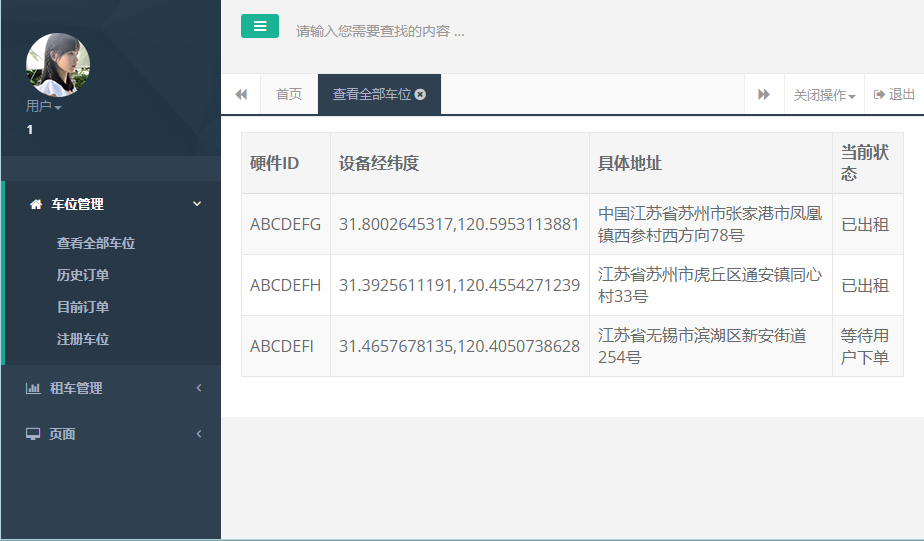 用户
1
车位管理
查看全部车位
历史订单
目前订单
注册车位
租车管理
页面
请输入您需要查找的内容 ...
首页
查看全部车位
关闭操作
退出
硬件ID
设备经纬度
具体地址
当前状
态
ABCDEFG
31.8002645317,120.5953113881
中国江苏省苏州市张家港市凤凰
镇西参村西方向78号
已出租
ABCDEFH
31.3925611191,120.4554271239
江苏省苏州市虎丘区通安镇同心
村33号
已出租
ABCDEFI
31.4657678135,120.4050738628
江苏省无锡市滨湖区新安街道
254号
等待用
户下单